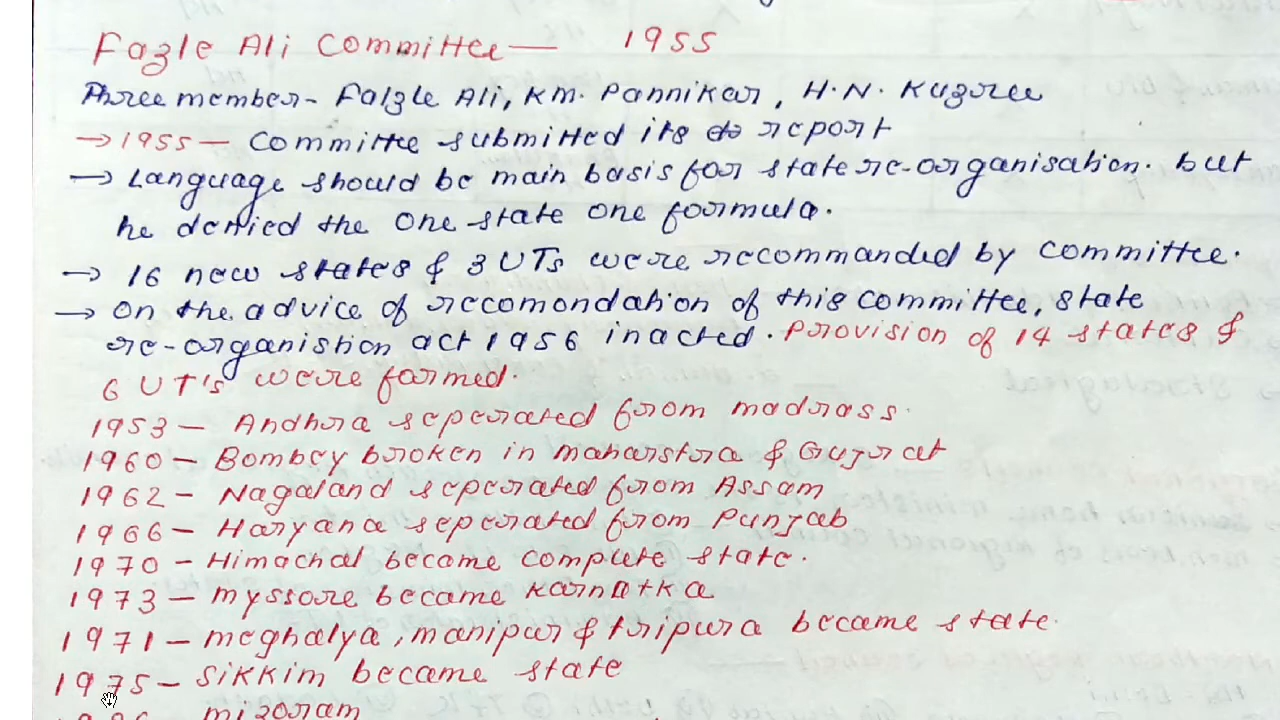 Fazle Ali Committee — 1955
Three member - Falzle Ali, KM. Pannikar, H.N. Kuzree
→ 1955 — Committe submitted its report
→ Language should be main basis for state re-organisation. but
he denied the one state one formula.
→ 16 new states & 3 UTs were recommanded by committee.
→ On the advice of recomondation of this committee, state
re-organistion act 1956 inacted. Provision of 14 states &
6 UT's were formed.
1953 — Andhra seperated from madrass.
1960 - Bombey broken in maharstra & Gujrat
1962 - Nagaland seperated from Assam
1966 - Haryana seperated from Punjab
1970 - Himachal became complete state.
1973 - myssore became Karnatka
1971 - meghalya, manipur & tripura became state.
1975 - Sikkim became state
mizoram